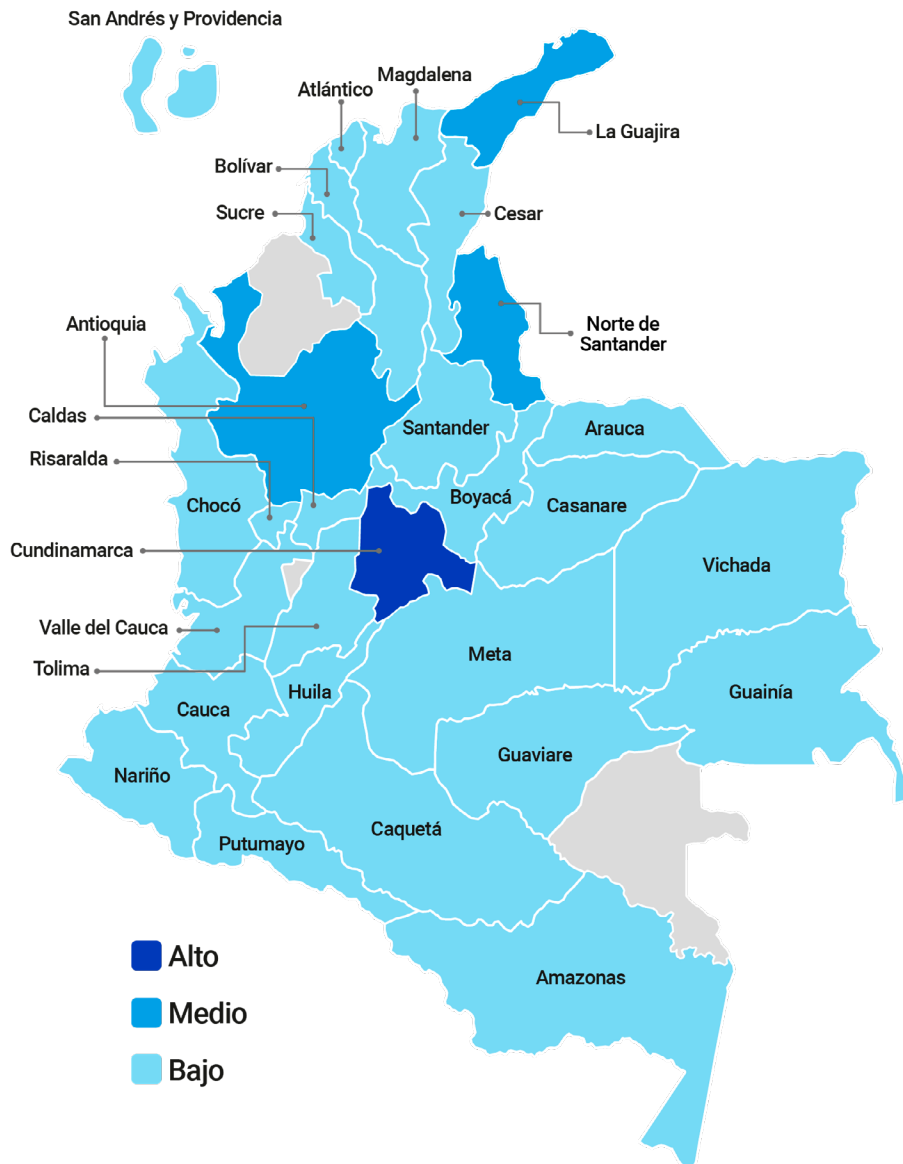 San Andrés y Providencia
Magdalena
Atlántico
La Guajira
Bolívar
Sucre
Cesar
Antioquia
Norte de
Santander
Caldas
Santander
Arauca
Risaralda
Chocó
Boyacá
Casanare
Cundinamarca
Vichada
Valle del Cauca
Meta
Tolima
Huila
Guainía
Cauca
Guaviare
Nariño
Caquetá
Putumayo
Alto
Amazonas
Medio
Bajo